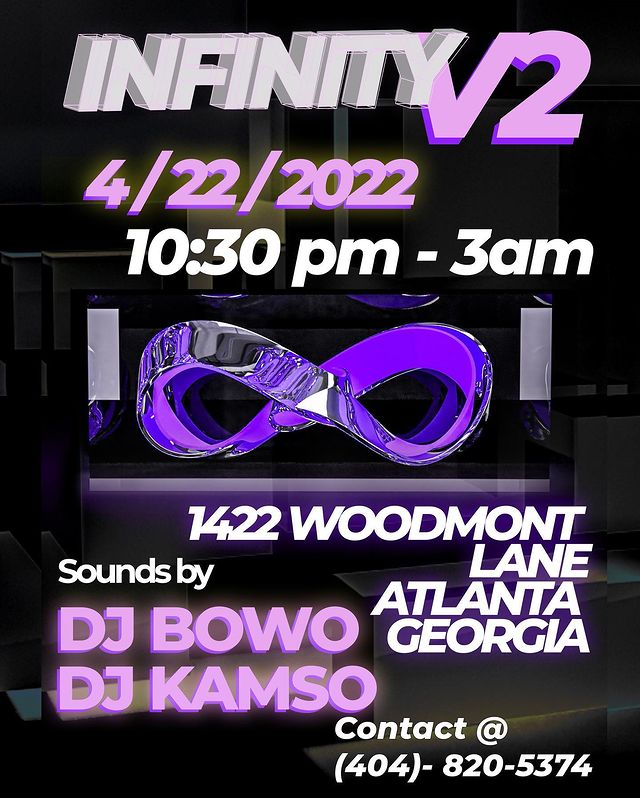 INFINITY V2
4/22/2022
10:30 pm - 3am
1422 WOODMONT
LANE
ATLANTA
GEORGIA
Sounds by
DJ BOWO
DJ KAMSO
Contact @
(404)- 820-5374